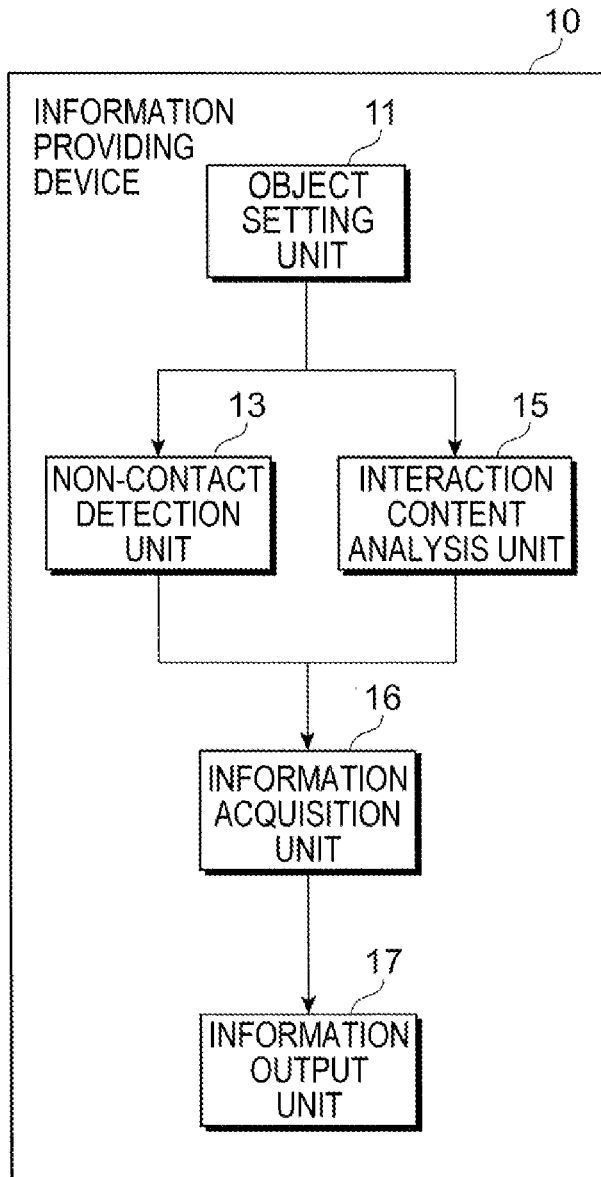 10
INFORMATION
PROVIDING
DEVICE
11
OBJECT
SETTING
UNIT
13
NON-CONTACT
DETECTION
UNIT
15
INTERACTION
CONTENT
ANALYSIS UNIT
16
INFORMATION
ACQUISITION
UNIT
17
INFORMATION
OUTPUT
UNIT